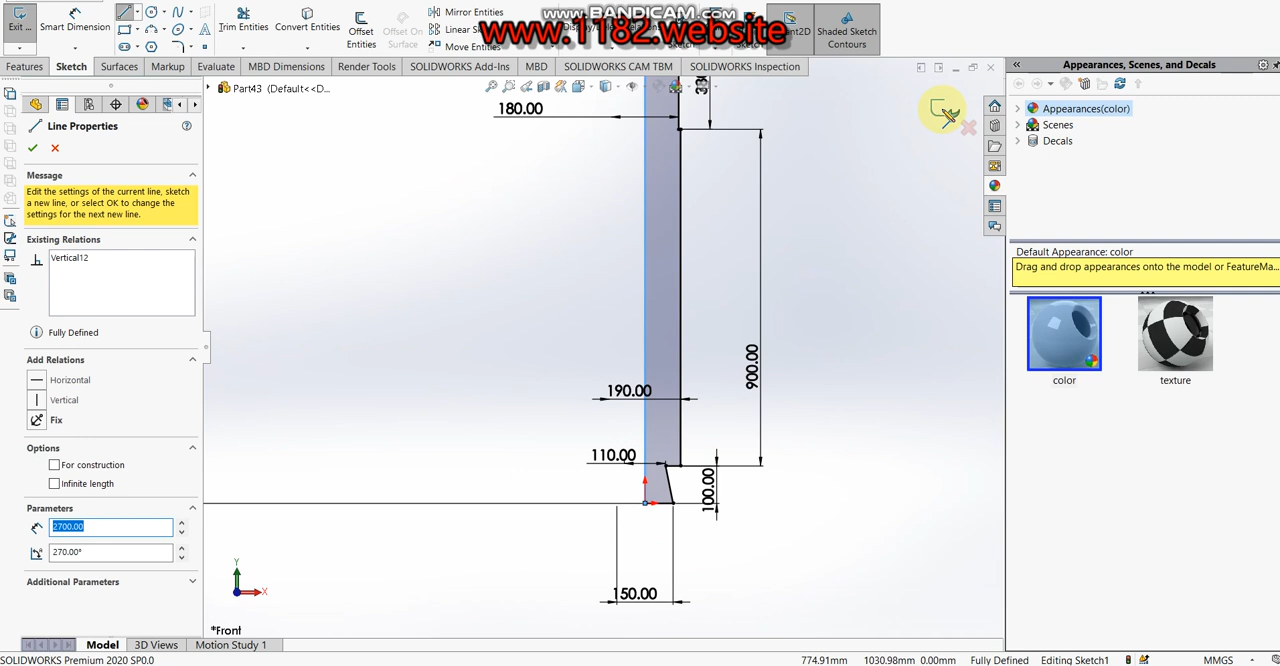 www.BANDICAM.com
www.1182.website
Exit ...
Smart Dimension
Trim Entities
Convert Entities
Offset Entities
Offset On Surface
Mirror Entities
Linear Sk
Move Entities
Shaded Sketch Contours
Features
Sketch
Surfaces
Markup
Evaluate
MBD Dimensions
Render Tools
SOLIDWORKS Add-Ins
MBD
SOLIDWORKS CAM TBM
SOLIDWORKS Inspection
Part43 (Default<<D...
Line Properties
Message
Edit the settings of the current line, sketch
a new line, or select OK to change the
settings for the next new line.
Existing Relations
Vertical12
Fully Defined
Add Relations
Horizontal
Vertical
Fix
Options
For construction
Infinite length
Parameters
2700.00
270.00°
Additional Parameters
180.00
900.00
190.00
110.00
100.00
150.00
Y
X
*Front
Appearances, Scenes, and Decals
Appearances(color)
Scenes
Decals
Default Appearance: color
Drag and drop appearances onto the model or FeatureMa...
color
texture
Model
3D Views
Motion Study 1
SOLIDWORKS Premium 2020 SP0.0
774.91mm
1030.98mm
0.00mm
Fully Defined
Editing Sketch1
MMGS